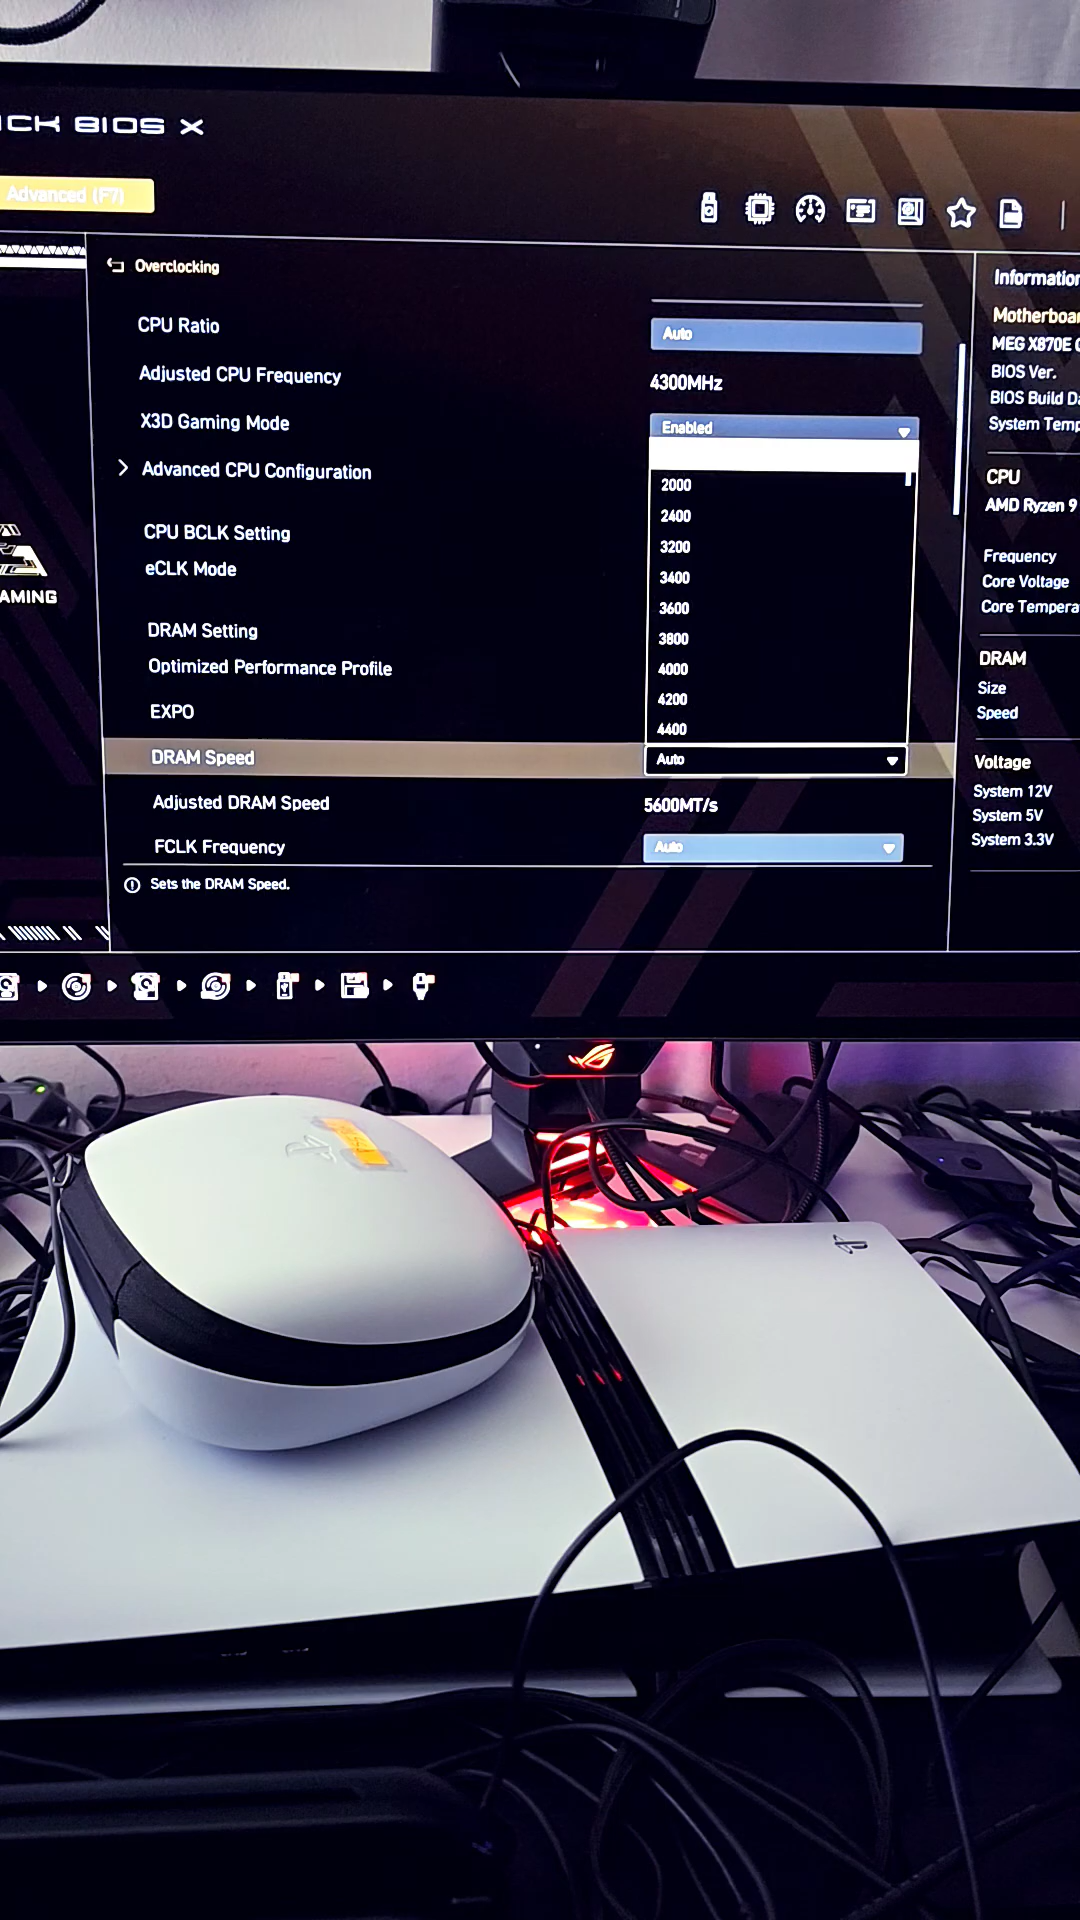 ICK BIOS X
Advanced (F7)
Overclocking
CPU Ratio
Auto
Adjusted CPU Frequency
4300MHz
X3D Gaming Mode
Enabled
Advanced CPU Configuration
2000
2400
3200
3400
3600
3800
4000
4200
4400
CPU BCLK Setting
eCLK Mode
DRAM Setting
Optimized Performance Profile
EXPO
DRAM Speed
Auto
Adjusted DRAM Speed
5600MT/s
FCLK Frequency
Auto
Sets the DRAM Speed.
AMING
Information
Motherboar
MEG X870E G
BIOS Ver.
BIOS Build Da
System Temp
CPU
AMD Ryzen 9
Frequency
Core Voltage
Core Tempera
DRAM
Size
Speed
Voltage
System 12V
System 5V
System 3.3V